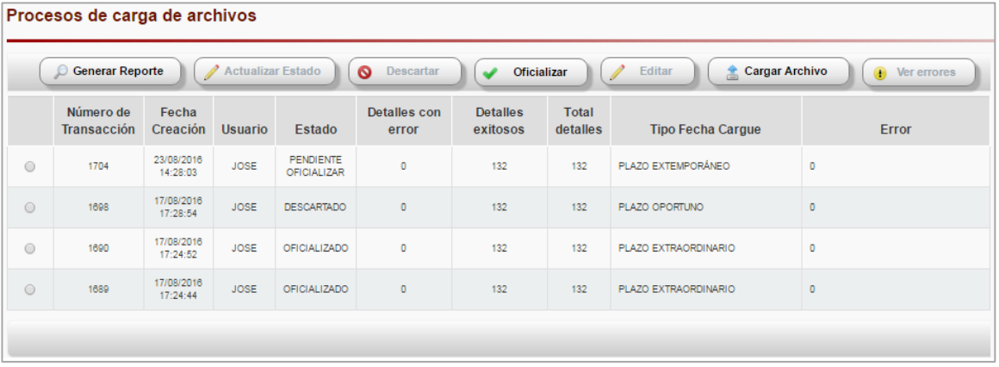 Procesos de carga de archivos
Generar Reporte Actualizar Estado Descartar Oficializar Editar Cargar Archivo Ver errores
Número de Transacción Fecha Creación Usuario Estado Detalles con error Detalles exitosos Total detalles Tipo Fecha Cargue Error
1704 23/08/2016 14:28:03 JOSE PENDIENTE OFICIALIZAR 0 132 132 PLAZO EXTEMPORÁNEO 0
1698 17/08/2016 17:28:54 JOSE DESCARTADO 0 132 132 PLAZO OPORTUNO 0
1690 17/08/2016 17:24:52 JOSE OFICIALIZADO 0 132 132 PLAZO EXTRAORDINARIO 0
1689 17/08/2016 17:24:44 JOSE OFICIALIZADO 0 132 132 PLAZO EXTRAORDINARIO 0